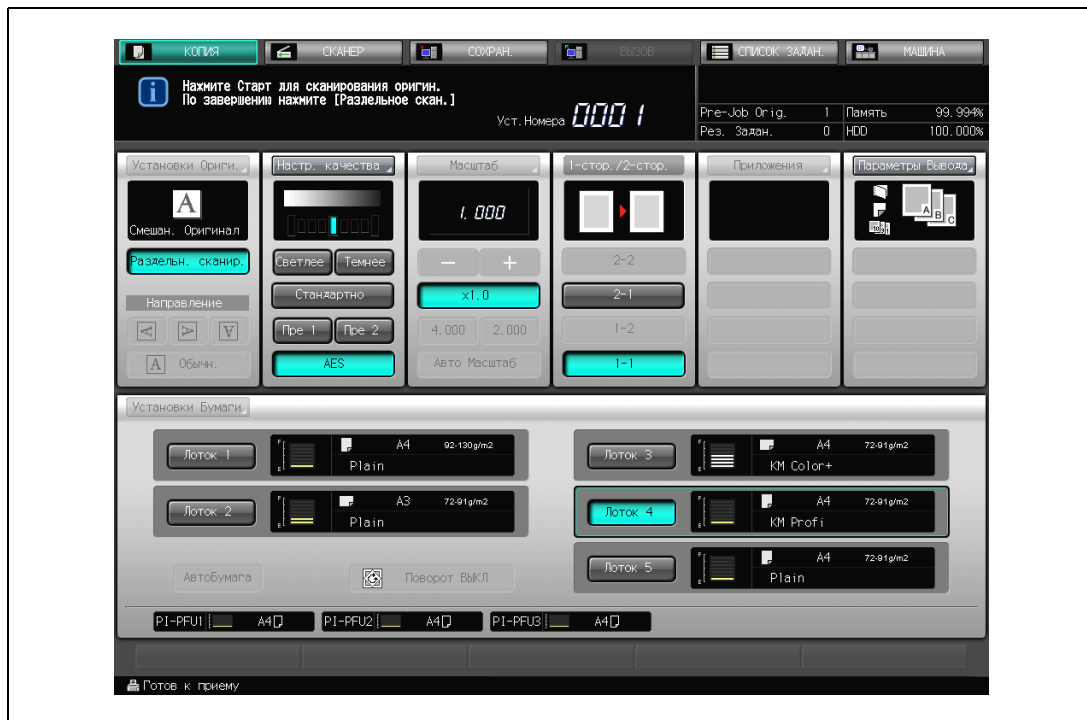 КОПИЯ СКАНЕР СОХРАН. ВЫЗОВ СПИСОК ЗАДАН. МАШИНА
Нажмите Старт для сканирования оригин.
По завершении нажмите [Раздельное скан.]
Уст. Номера 0001
Pre-Job Orig. 1 Память 99.994%
Рез. Задан. 0 HDD 100.000%
Установки Ориги. Настр. качества Масштаб 1-стор./2-стор. Приложения Параметры Вывода
A
1.000
A B C
Смешан. Оригинал
Раздельн. сканир. Светлее Темнее − + 2-2
Стандартно x1.0 2-1
Направление
A A A Пре 1 Пре 2 4.000 2.000 1-2
A Обычн. AES Авто Масштаб 1-1
Установки Бумаги
Лоток 1 F E A4 92-130g/m2 Plain
Лоток 3 F E A4 72-91g/m2 KM Color+
Лоток 2 F E A3 72-91g/m2 Plain
Лоток 4 F E A4 72-91g/m2 KM Profi
Лоток 5 F E A4 72-91g/m2 Plain
АвтоБумага Поворот ВЫКЛ
PI-PFU1 A4 PI-PFU2 A4 PI-PFU3 A4
Готов к приему